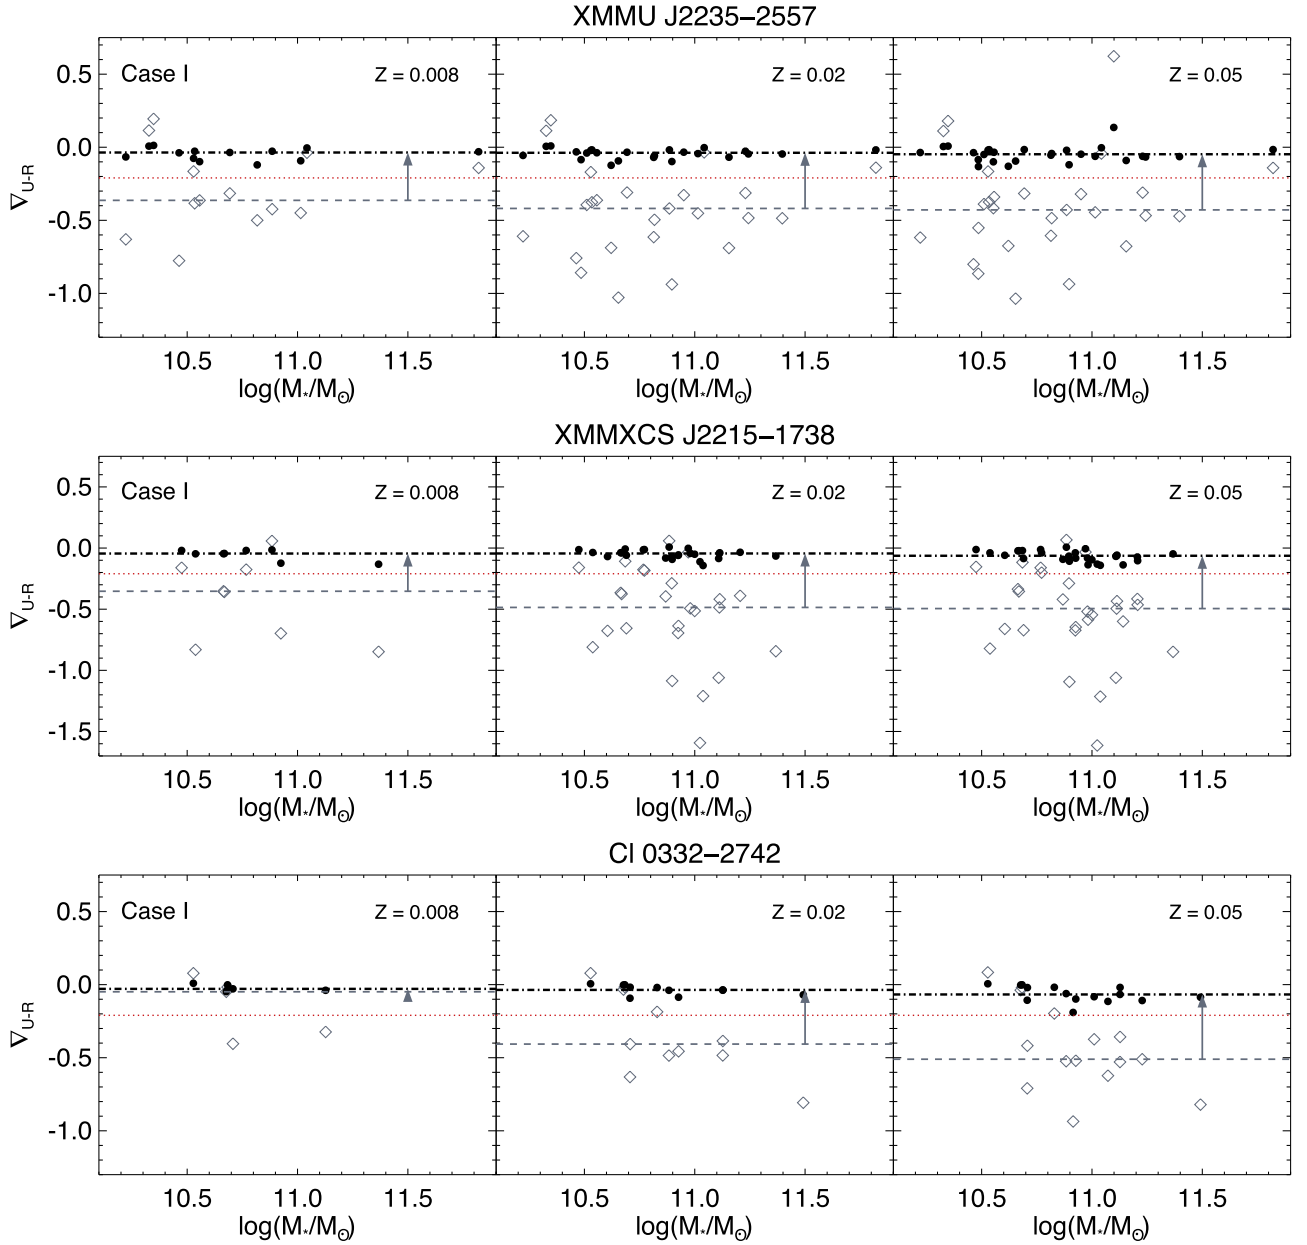 XMMU J2235−2557
Case I
Z = 0.008
Z = 0.02
Z = 0.05
0.5
0.0
-0.5
-1.0
∇U-R
10.5 11.0 11.5
10.5 11.0 11.5
10.5 11.0 11.5
log(M*/M⊙)
log(M*/M⊙)
log(M*/M⊙)
XMMXCS J2215−1738
Case I
Z = 0.008
Z = 0.02
Z = 0.05
0.5
0.0
-0.5
-1.0
-1.5
∇U-R
10.5 11.0 11.5
10.5 11.0 11.5
10.5 11.0 11.5
log(M*/M⊙)
log(M*/M⊙)
log(M*/M⊙)
Cl 0332−2742
Case I
Z = 0.008
Z = 0.02
Z = 0.05
0.5
0.0
-0.5
-1.0
∇U-R
10.5 11.0 11.5
10.5 11.0 11.5
10.5 11.0 11.5
log(M*/M⊙)
log(M*/M⊙)
log(M*/M⊙)